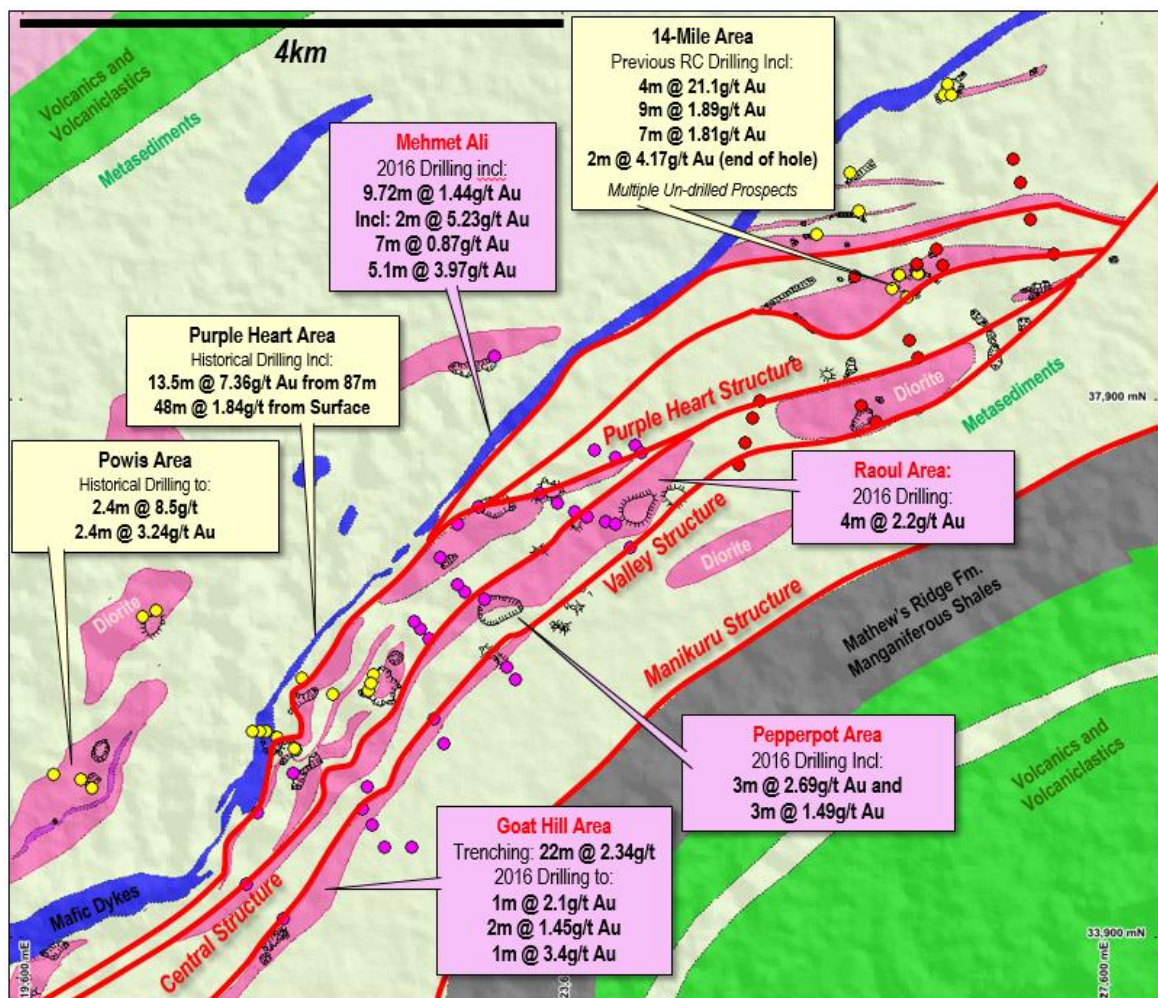 4km
Volcanics and
Volcaniclastics
Metasediments
14-Mile Area
Previous RC Drilling Incl:
4m @ 21.1g/t Au
9m @ 1.89g/t Au
7m @ 1.81g/t Au
2m @ 4.17g/t Au (end of hole)
Multiple Un-drilled Prospects
Mehmet Ali
2016 Drilling incl:
9.72m @ 1.44g/t Au
Incl: 2m @ 5.23g/t Au
7m @ 0.87g/t Au
5.1m @ 3.97g/t Au
Purple Heart Area
Historical Drilling Incl:
13.5m @ 7.36g/t Au from 87m
48m @ 1.84g/t from Surface
Powis Area
Historical Drilling to:
2.4m @ 8.5g/t
2.4m @ 3.24g/t Au
Purple Heart Structure
Diorite
Metasediments
37,900 mN
Raoul Area:
2016 Drilling:
4m @ 2.2g/t Au
Valley Structure
Diorite
Manikuru Structure
Mathew's Ridge Fm.
Manganiferous Shales
Diorite
Pepperpot Area
2016 Drilling Incl:
3m @ 2.69g/t Au and
3m @ 1.49g/t Au
Volcanics and
Volcaniclastics
Goat Hill Area
Trenching: 22m @ 2.34g/t
2016 Drilling to:
1m @ 2.1g/t Au
2m @ 1.45g/t Au
1m @ 3.4g/t Au
Mafic Dykes
Central Structure
33,900 mN
19,600 mE
27,600 mE